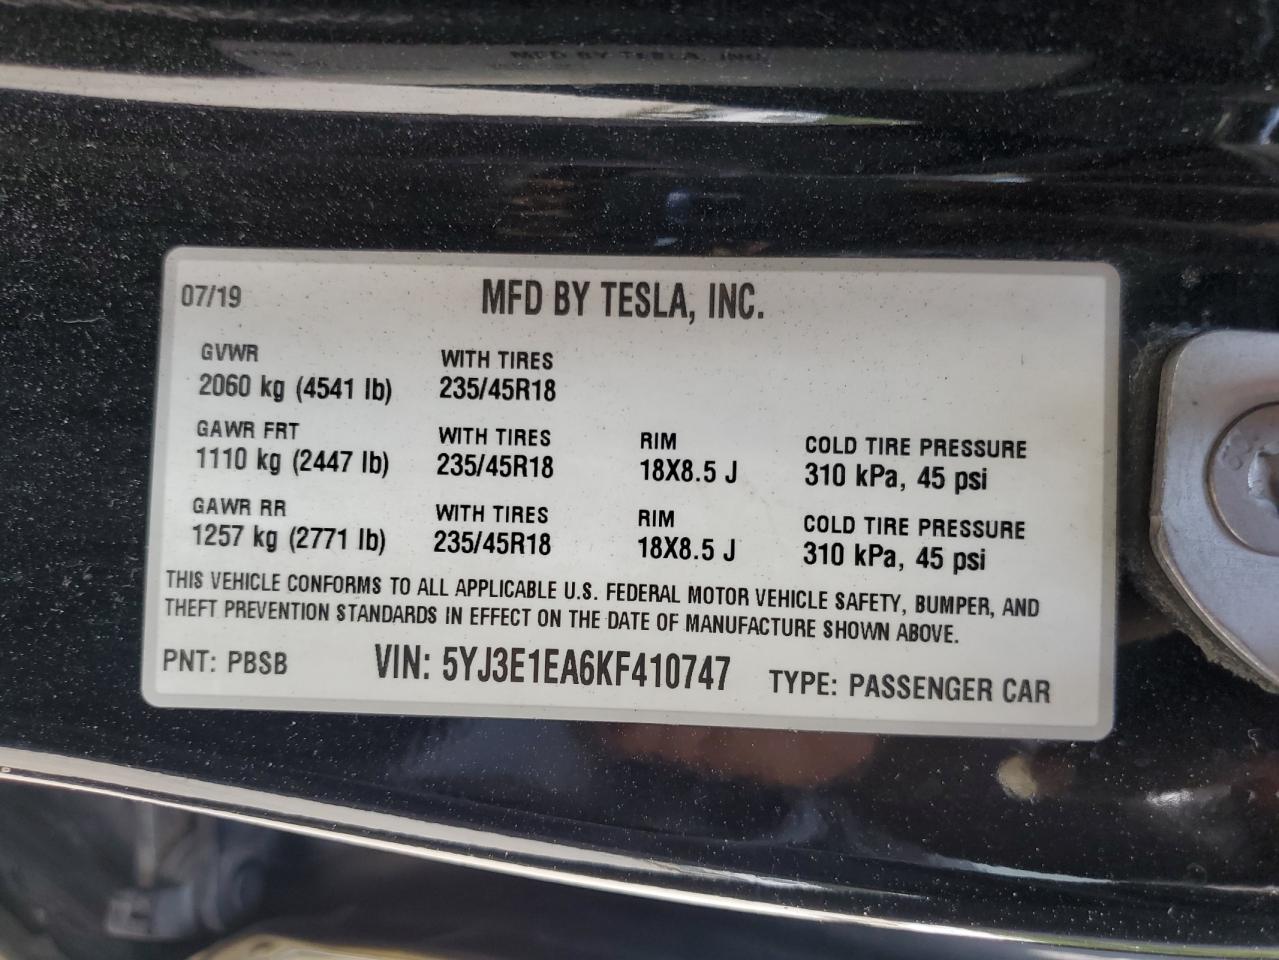 07/19 MFD BY TESLA, INC.
GVWR WITH TIRES
2060 kg (4541 lb) 235/45R18
GAWR FRT WITH TIRES RIM COLD TIRE PRESSURE
1110 kg (2447 lb) 235/45R18 18X8.5 J 310 kPa, 45 psi
GAWR RR WITH TIRES RIM COLD TIRE PRESSURE
1257 kg (2771 lb) 235/45R18 18X8.5 J 310 kPa, 45 psi
THIS VEHICLE CONFORMS TO ALL APPLICABLE U.S. FEDERAL MOTOR VEHICLE SAFETY, BUMPER, AND
THEFT PREVENTION STANDARDS IN EFFECT ON THE DATE OF MANUFACTURE SHOWN ABOVE.
PNT: PBSB VIN: 5YJ3E1EA6KF410747 TYPE: PASSENGER CAR